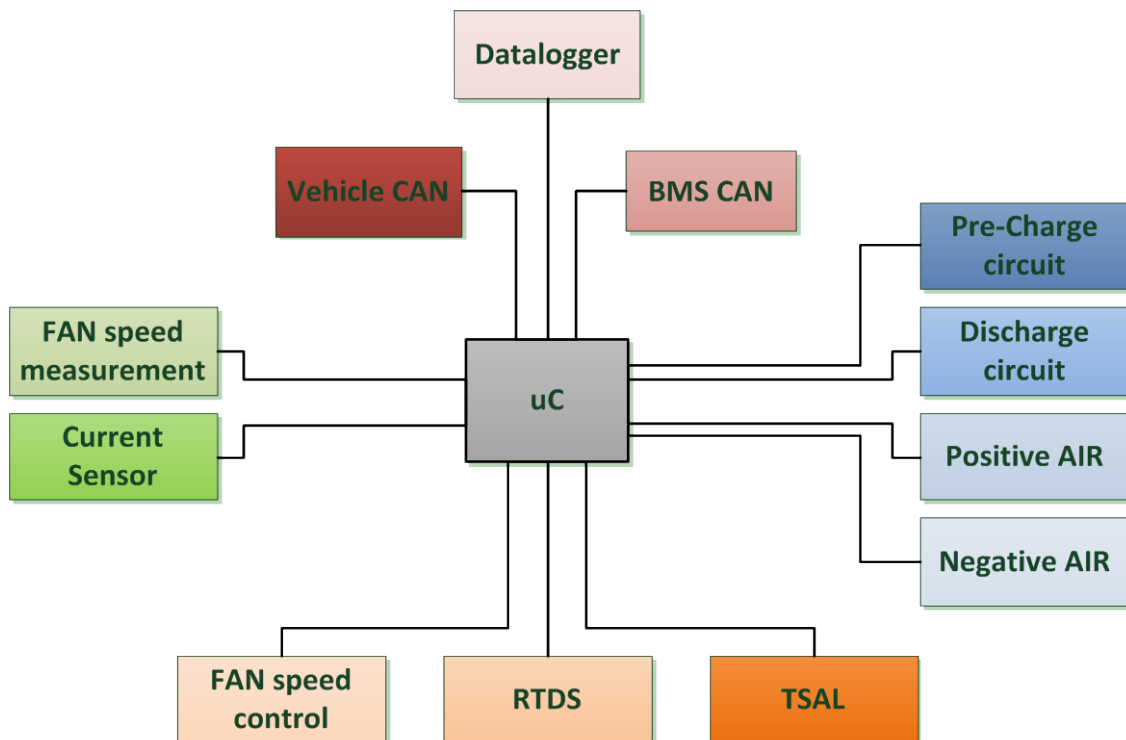 Datalogger
Vehicle CAN
BMS CAN
Pre-Charge
circuit
FAN speed
measurement
Discharge
circuit
uC
Current
Sensor
Positive AIR
Negative AIR
FAN speed
control
RTDS
TSAL